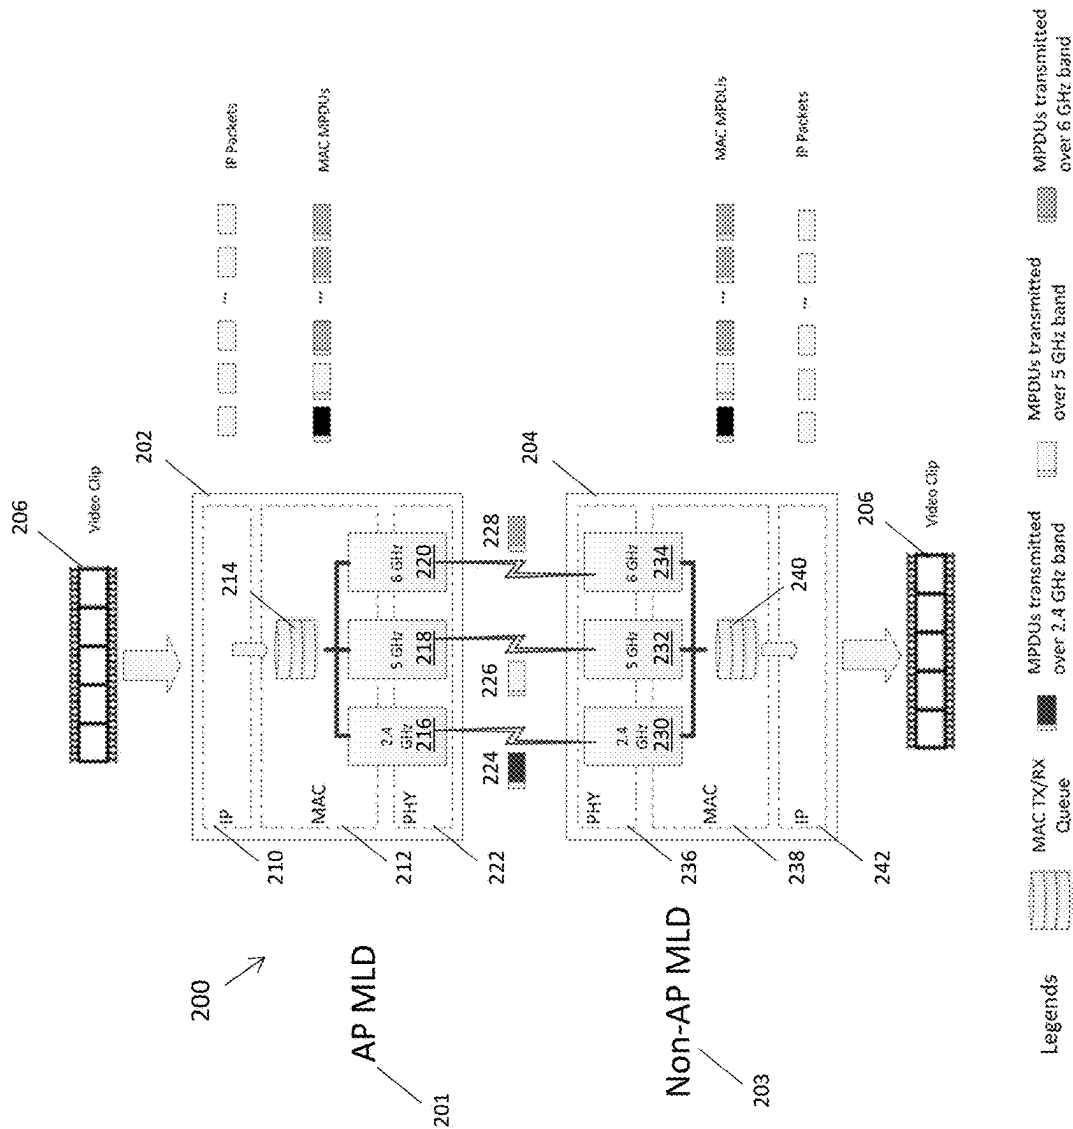 200
AP MLD
201
206
Video Clip
202
IP
210
214
MAC
212
2.4
GHz
216
5 GHz
218
6 GHz
220
PHY
222
IP Packets
...
MAC MPDUs
...
224
226
228
Non-AP MLD
203
204
PHY
236
2.4
GHz
230
5 GHz
232
6 GHz
234
MAC
238
240
IP
242
MAC MPDUs
...
IP Packets
...
206
Video Clip
Legends
MAC TX/RX
Queue
MPDUs transmitted
over 2.4 GHz band
MPDUs transmitted
over 5 GHz band
MPDUs transmitted
over 6 GHz band